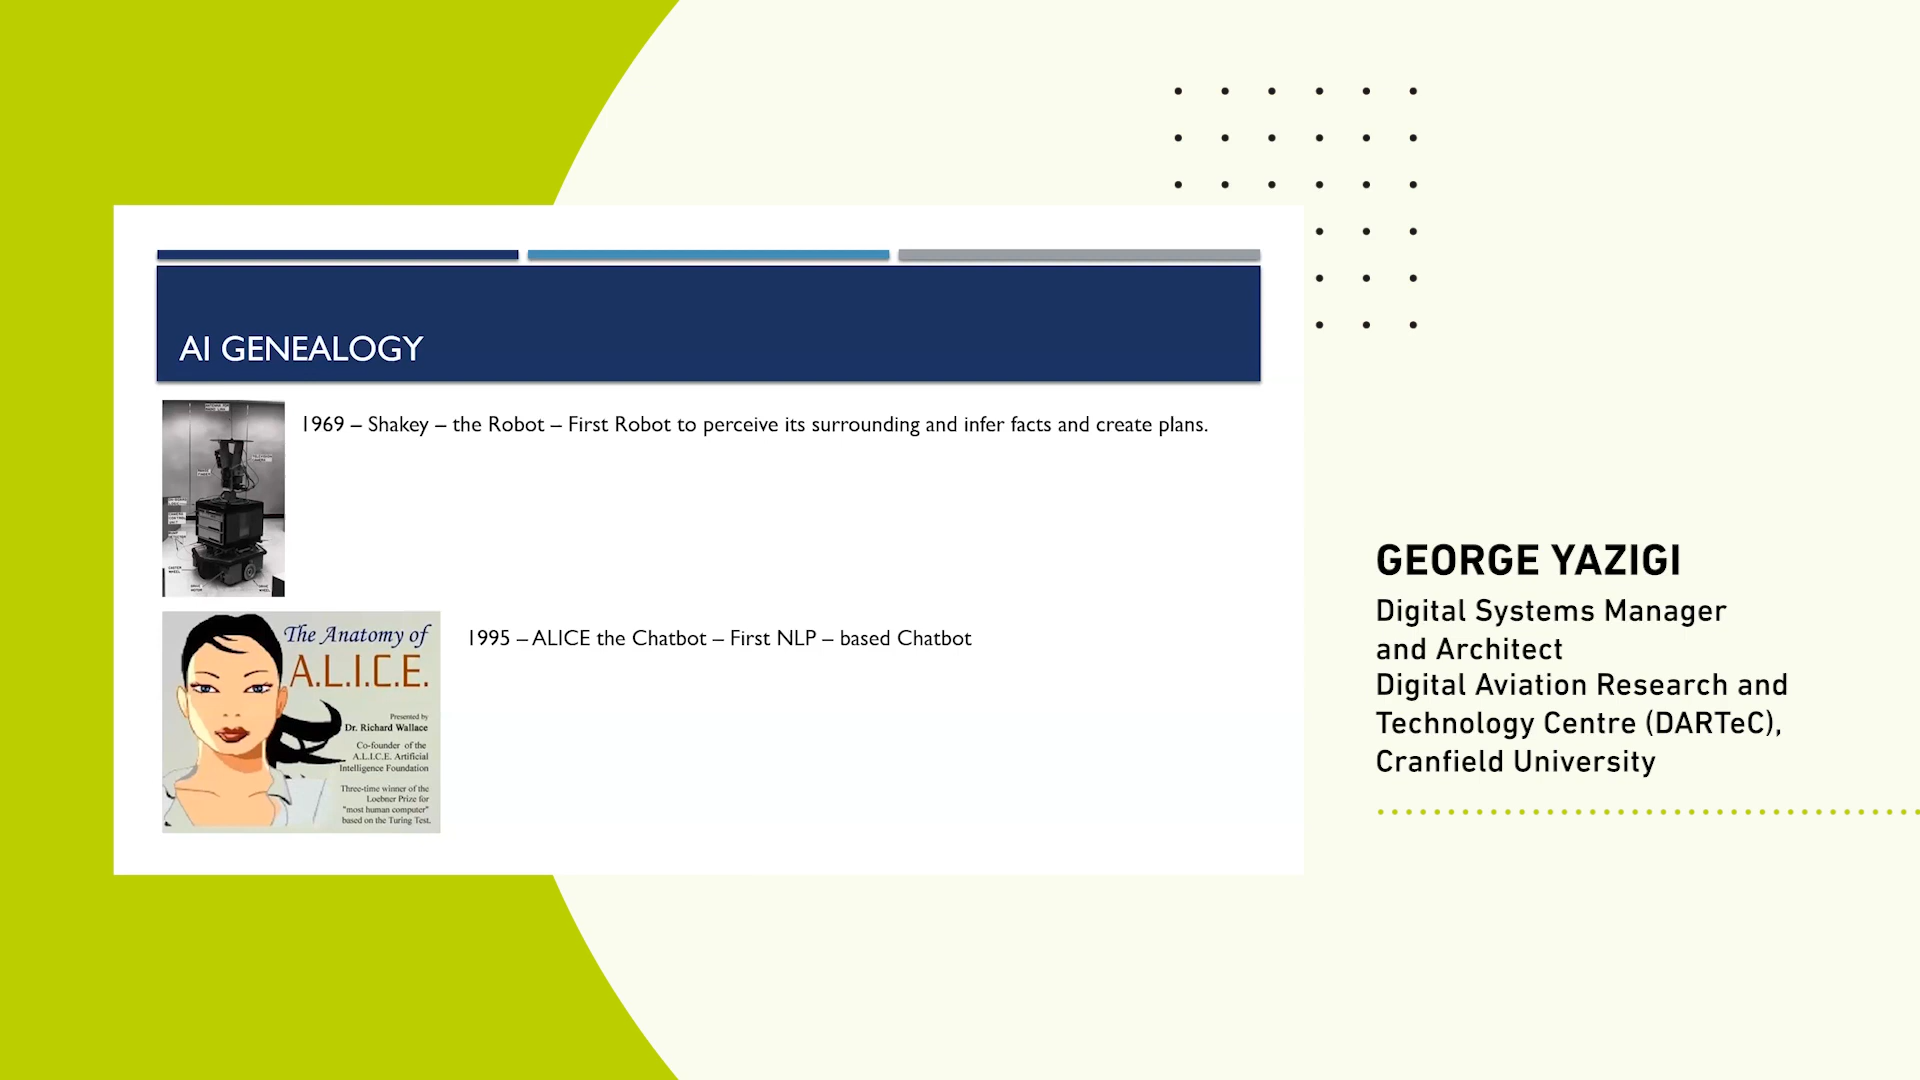 AI GENEALOGY
1969 – Shakey – the Robot – First Robot to perceive its surrounding and infer facts and create plans.
The Anatomy of
A.L.I.C.E.
Presented by
Dr. Richard Wallace
Co-founder of the
A.L.I.C.E. Artificial
Intelligence Foundation
Three-time winner of the
Loebner Prize for
"most human computer"
based on the Turing Test.
1995 – ALICE the Chatbot – First NLP – based Chatbot
GEORGE YAZIGI
Digital Systems Manager
and Architect
Digital Aviation Research and
Technology Centre (DARTeC),
Cranfield University